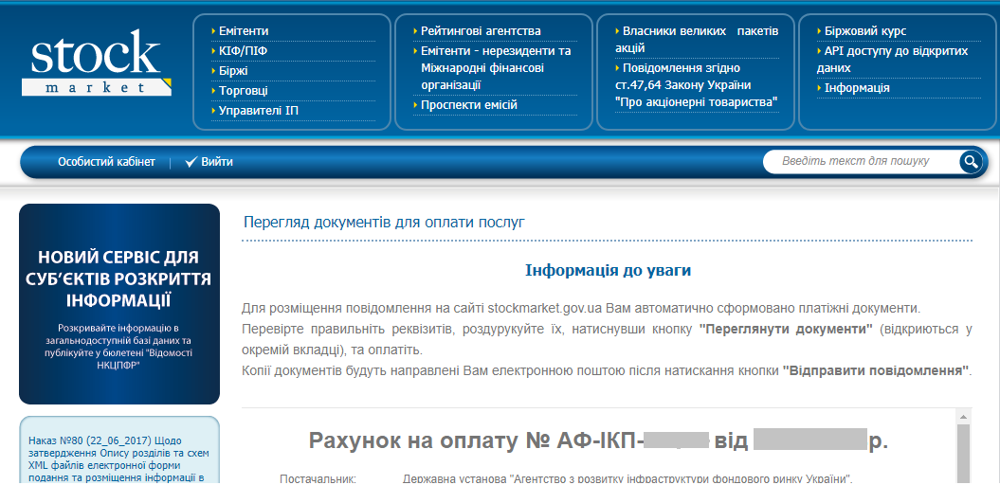 stock
market
Емітенти
КІФ/ПІФ
Біржі
Торговці
Управителі ІП
Рейтингові агентства
Емітенти - нерезиденти та
Міжнародні фінансові
організації
Проспекти емісій
Власники великих пакетів
акцій
Повідомлення згідно
ст.47,64 Закону України
"Про акціонерні товариства"
Біржовий курс
API доступу до відкритих
даних
Інформація
Особистий кабінет
Вийти
Введіть текст для пошуку
НОВИЙ СЕРВІС ДЛЯ
СУБ'ЄКТІВ РОЗКРИТТЯ
ІНФОРМАЦІЇ
Розкривайте інформацію в
загальнодоступній базі даних та
публікуйте у бюлетені "Відомості
НКЦПФР"
Наказ №80 (22_06_2017) Щодо
затвердження Опису розділів та схем
XML файлів електронної форми
подання та розміщення інформації в
Перегляд документів для оплати послуг
Інформація до уваги
Для розміщення повідомлення на сайті stockmarket.gov.ua Вам автоматично сформовано платіжні документи.
Перевірте правильніть реквізитів, роздурукуйте їх, натиснувши кнопку "Переглянути документи" (відкриються у
окремій вкладці), та оплатіть.
Копії документів будуть направлені Вам електронною поштою після натискання кнопки "Відправити повідомлення".
Рахунок на оплату № АФ-ІКП- від р.
Постачальник: Державна установа "Агентство з розвитку інфраструктури фондового ринку України",